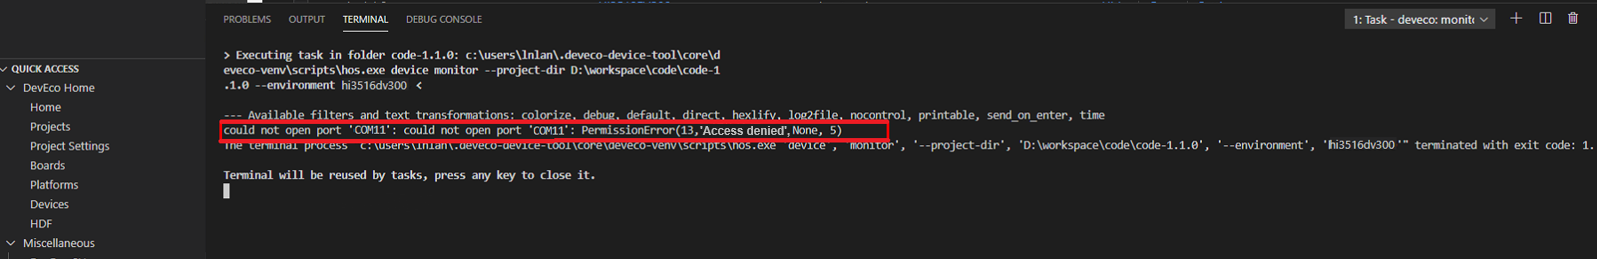 PROBLEMS OUTPUT TERMINAL DEBUG CONSOLE 1: Task - deveco: monito
> Executing task in folder code-1.1.0: c:\users\lnlan\.deveco-device-tool\core\d
eveco-venv\scripts\hos.exe device monitor --project-dir D:\workspace\code\code-1
.1.0 --environment hi3516dv300 <
--- Available filters and text transformations: colorize, debug, default, direct, hexlify, log2file, nocontrol, printable, send_on_enter, time
could not open port 'COM11': could not open port 'COM11': PermissionError(13,'Access denied',None, 5)
The terminal process "c:\users\lnlan\.deveco-device-tool\core\deveco-venv\scripts\hos.exe 'device', 'monitor', '--project-dir', 'D:\workspace\code\code-1.1.0', '--environment', 'hi3516dv300'" terminated with exit code: 1.
Terminal will be reused by tasks, press any key to close it.
QUICK ACCESS
DevEco Home
Home
Projects
Project Settings
Boards
Platforms
Devices
HDF
Miscellaneous